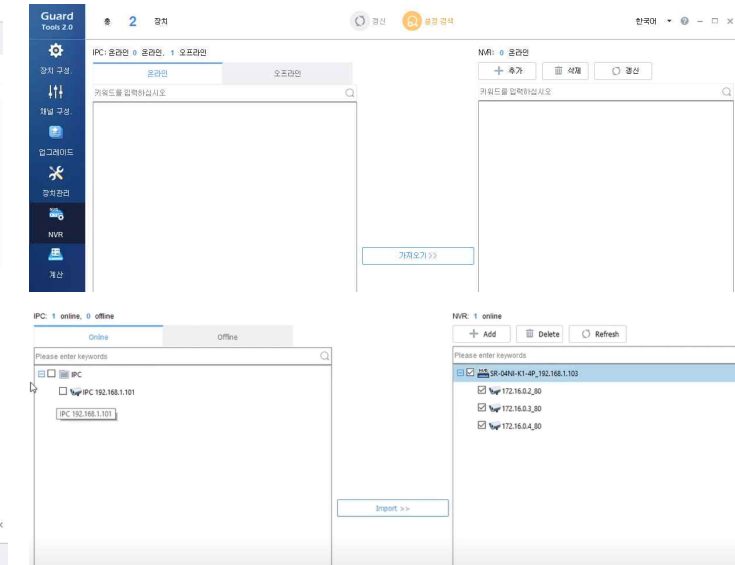 Guard
Tools 2.0
총 2 장치
갱신
설정 검색
한국어
장치 구성.
채널 구성.
업그레이드
장치관리
NVR
계산
IPC: 온라인 0 온라인, 1 오프라인
온라인 오프라인
키워드를 입력하십시오
가져오기 >>
NVR: 0 온라인
추가 삭제 갱신
키워드를 입력하십시오
IPC: 1 online, 0 offline
Online Offline
Please enter keywords
IPC
IPC 192.168.1.101
IPC 192.168.1.101
Import >>
NVR: 1 online
Add Delete Refresh
Please enter keywords
SR-04NI-K1-4P_192.168.1.103
172.16.0.2_80
172.16.0.3_80
172.16.0.4_80